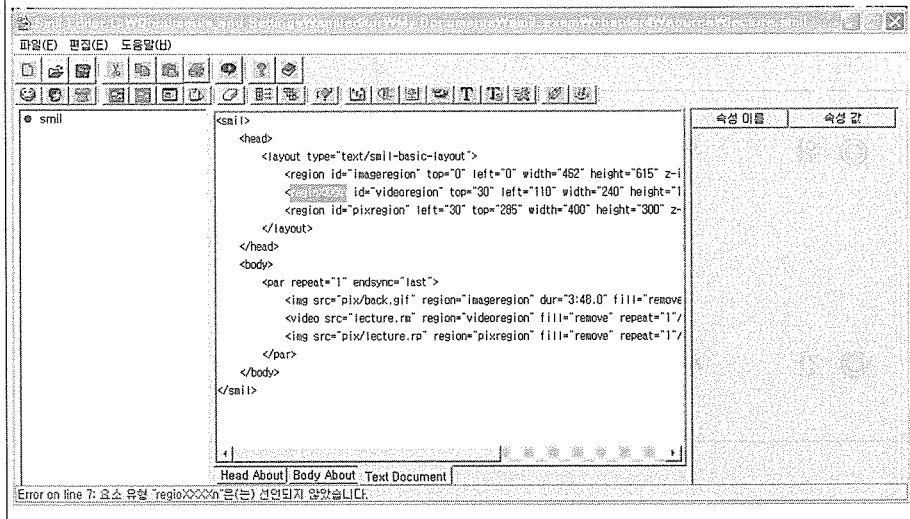 파일(F) 편집(E) 도움말(H)
smil
<smil>
<head>
<layout type="text/smil-basic-layout">
<region id="imageregion" top="0" left="0" width="462" height="615" z-i
< id="videoregion" top="30" left="110" width="240" height="1
<region id="pixregion" left="30" top="285" width="400" height="300" z-
</layout>
</head>
<body>
<par repeat="1" endsync="last">
<img src="pix/back.gif" region="imageregion" dur="3:48.0" fill="remove
<video src="lecture.rm" region="videoregion" fill="remove" repeat="1"/
<img src="pix/lecture.rp" region="pixregion" fill="remove" repeat="1"/
</par>
</body>
</smil>
속성 이름 속성 값
Head About Body About Text Document
Error on line 7: 요소 유형 "regioXXXXn"은(는) 선언되지 않았습니다.